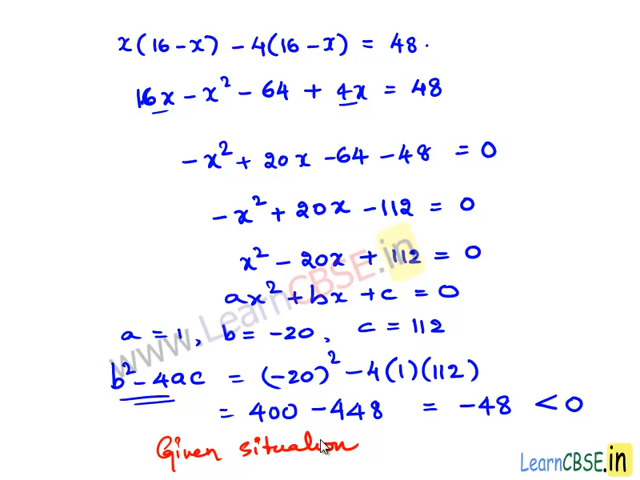 x(16-x) - 4(16-x) = 48.
16x - x² - 64 + 4x = 48
-x² + 20x - 64 - 48 = 0
-x² + 20x - 112 = 0
x² - 20x + 112 = 0
ax² + bx + c = 0
a = 1, b = -20, c = 112
b² - 4ac = (-20)² - 4(1)(112)
= 400 - 448 = -48 < 0
Given situation
www.LearnCBSE.in
LearnCBSE.in